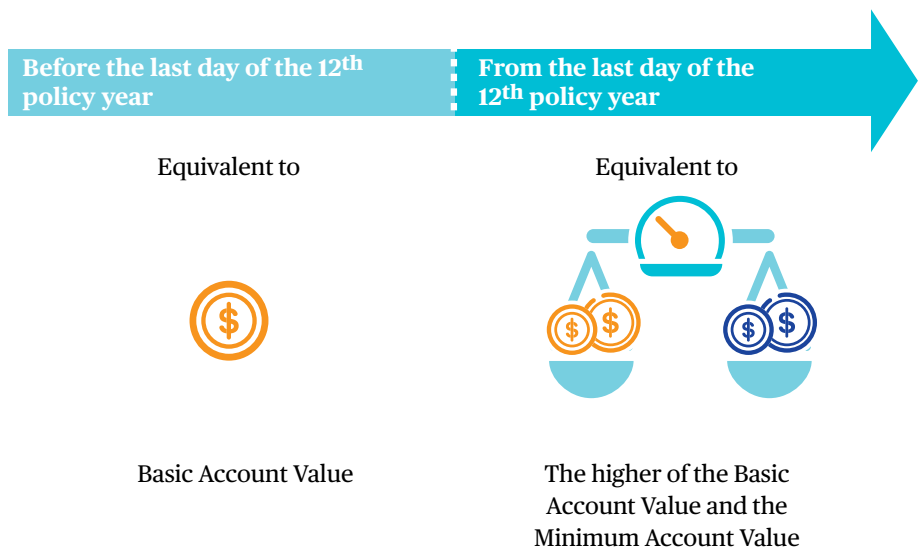 Before the last day of the 12th
policy year
From the last day of the
12th policy year
Equivalent to
Equivalent to
$
$ $
$ $
Basic Account Value
The higher of the Basic
Account Value and the
Minimum Account Value